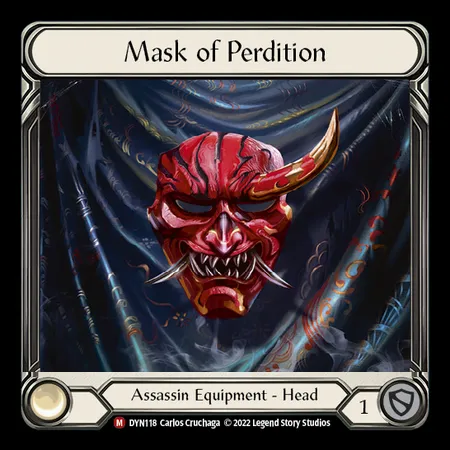 Mask of Perdition
Assassin Equipment - Head
1
M DYN118 Carlos Cruchaga © 2022 Legend Story Studios